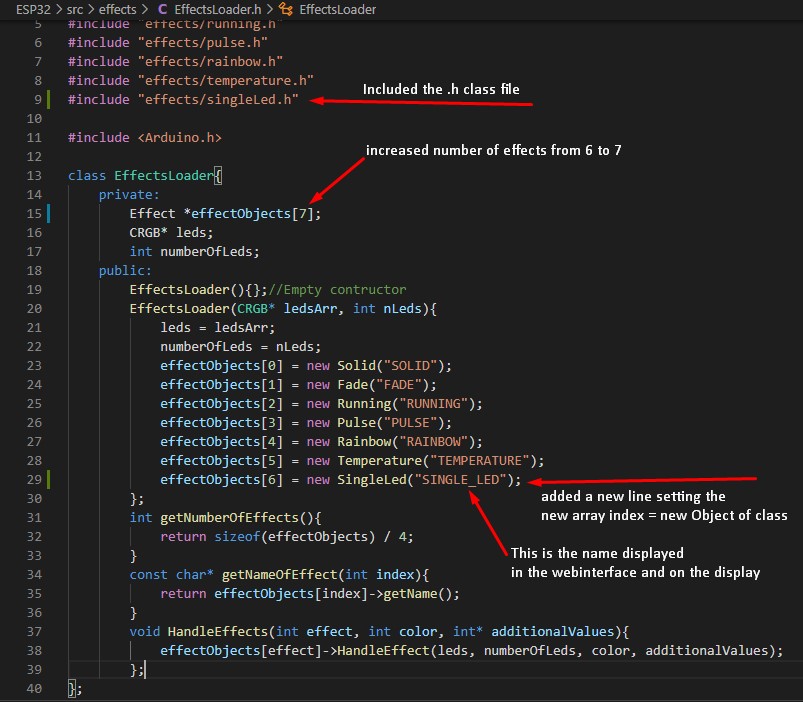 ESP32 > src > effects > C EffectsLoader.h > EffectsLoader
5 #include "effects/running.h"
6 #include "effects/pulse.h"
7 #include "effects/rainbow.h"
8 #include "effects/temperature.h"
9 #include "effects/singleLed.h"
Included the .h class file
10
11 #include <Arduino.h>
12
increased number of effects from 6 to 7
13 class EffectsLoader{
14 private:
15 Effect *effectObjects[7];
16 CRGB* leds;
17 int numberOfLeds;
18 public:
19 EffectsLoader(){};//Empty contructor
20 EffectsLoader(CRGB* ledsArr, int nLeds){
21 leds = ledsArr;
22 numberOfLeds = nLeds;
23 effectObjects[0] = new Solid("SOLID");
24 effectObjects[1] = new Fade("FADE");
25 effectObjects[2] = new Running("RUNNING");
26 effectObjects[3] = new Pulse("PULSE");
27 effectObjects[4] = new Rainbow("RAINBOW");
28 effectObjects[5] = new Temperature("TEMPERATURE");
29 effectObjects[6] = new SingleLed("SINGLE_LED");
added a new line setting the
new array index = new Object of class
30 };
31 int getNumberOfEffects(){
32 return sizeof(effectObjects) / 4;
33 }
This is the name displayed
in the webinterface and on the display
34 const char* getNameOfEffect(int index){
35 return effectObjects[index]->getName();
36 }
37 void HandleEffects(int effect, int color, int* additionalValues){
38 effectObjects[effect]->HandleEffect(leds, numberOfLeds, color, additionalValues);
39 };
40 };